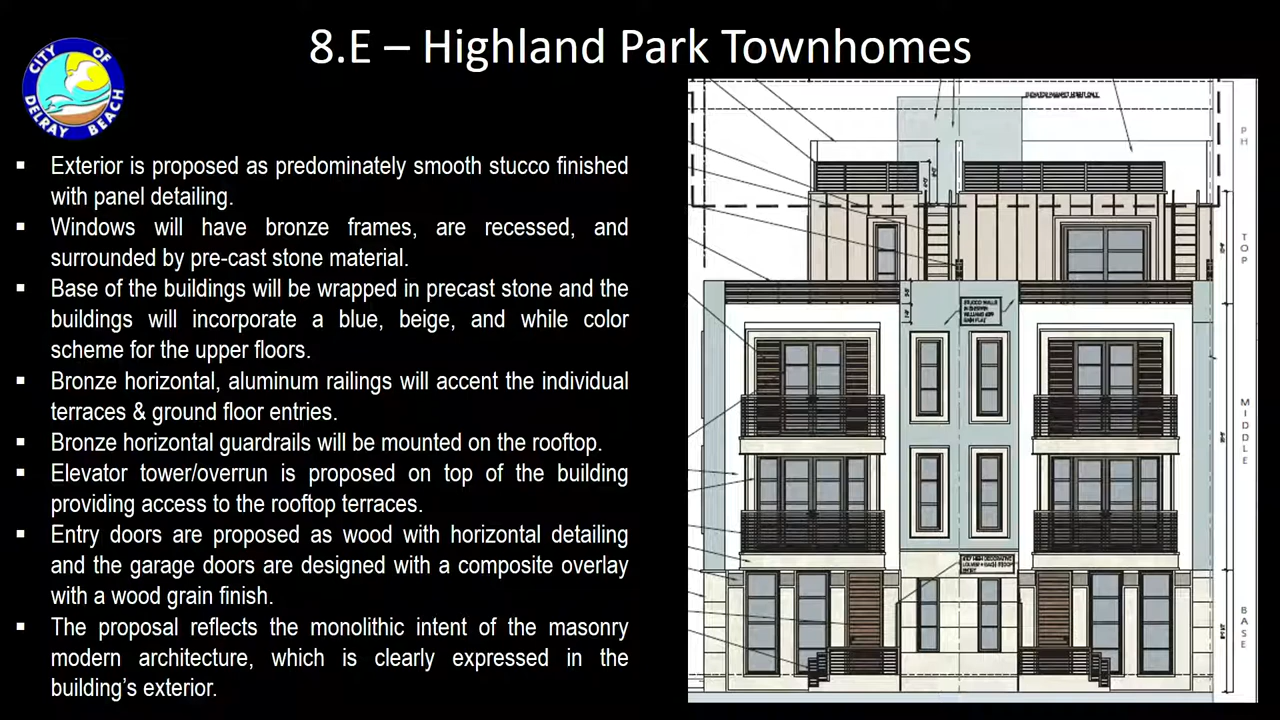 8.E – Highland Park Townhomes
CITY OF
DELRAY BEACH
▪ Exterior is proposed as predominately smooth stucco finished
with panel detailing.
▪ Windows will have bronze frames, are recessed, and
surrounded by pre-cast stone material.
▪ Base of the buildings will be wrapped in precast stone and the
buildings will incorporate a blue, beige, and while color
scheme for the upper floors.
▪ Bronze horizontal, aluminum railings will accent the individual
terraces & ground floor entries.
▪ Bronze horizontal guardrails will be mounted on the rooftop.
▪ Elevator tower/overrun is proposed on top of the building
providing access to the rooftop terraces.
▪ Entry doors are proposed as wood with horizontal detailing
and the garage doors are designed with a composite overlay
with a wood grain finish.
▪ The proposal reflects the monolithic intent of the masonry
modern architecture, which is clearly expressed in the
building's exterior.
PH
TOP
MIDDLE
BASE
STUCCO WALLS